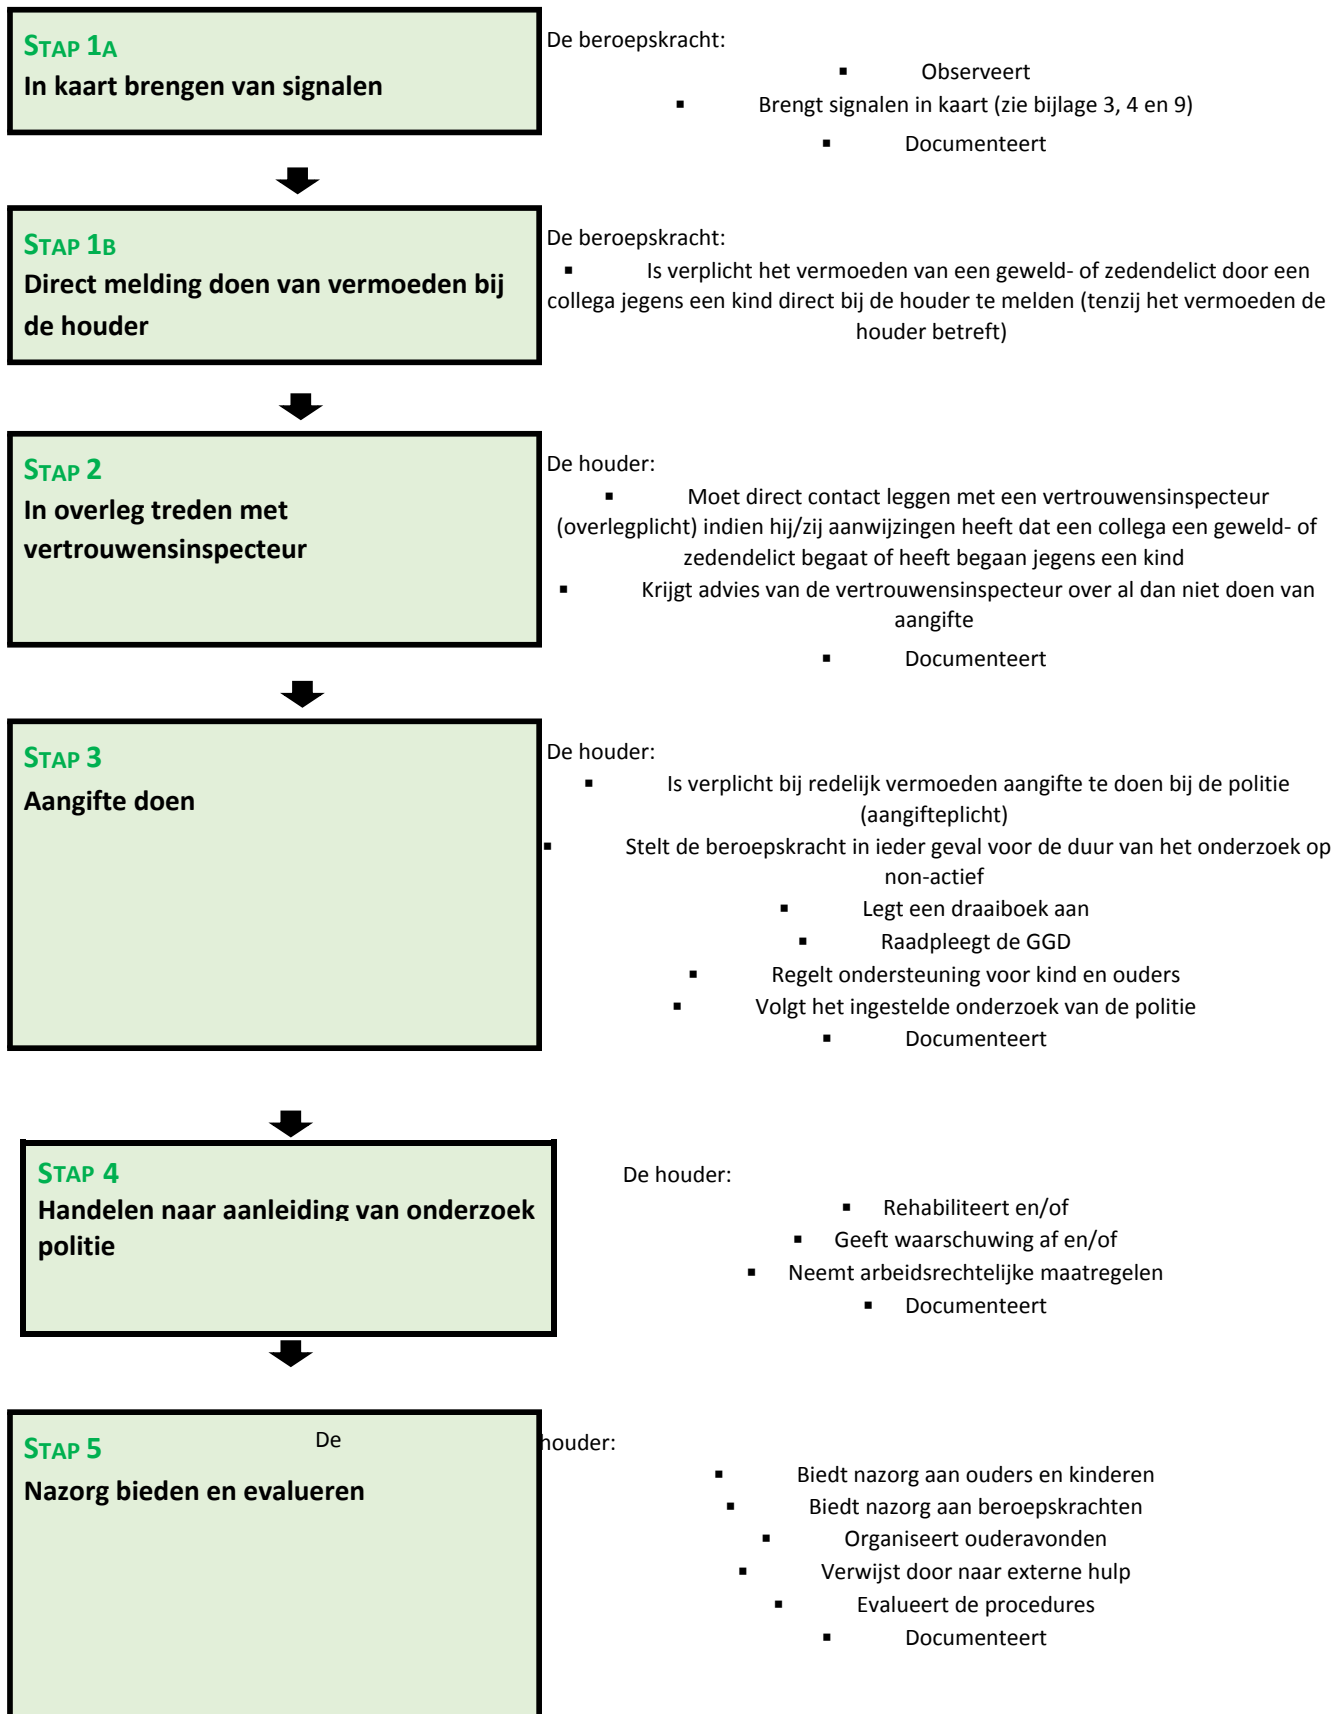 STAP 1A
In kaart brengen van signalen
De beroepskracht:
▪ Observeert
▪ Brengt signalen in kaart (zie bijlage 3, 4 en 9)
▪ Documenteert
STAP 1B
Direct melding doen van vermoeden bij
de houder
De beroepskracht:
▪ Is verplicht het vermoeden van een geweld- of zedendelict door een
collega jegens een kind direct bij de houder te melden (tenzij het vermoeden de
houder betreft)
STAP 2
In overleg treden met
vertrouwensinspecteur
De houder:
▪ Moet direct contact leggen met een vertrouwensinspecteur
(overlegplicht) indien hij/zij aanwijzingen heeft dat een collega een geweld- of
zedendelict begaat of heeft begaan jegens een kind
▪ Krijgt advies van de vertrouwensinspecteur over al dan niet doen van
aangifte
▪ Documenteert
STAP 3
Aangifte doen
De houder:
▪ Is verplicht bij redelijk vermoeden aangifte te doen bij de politie
(aangifteplicht)
▪ Stelt de beroepskracht in ieder geval voor de duur van het onderzoek op
non-actief
▪ Legt een draaiboek aan
▪ Raadpleegt de GGD
▪ Regelt ondersteuning voor kind en ouders
▪ Volgt het ingestelde onderzoek van de politie
▪ Documenteert
STAP 4
Handelen naar aanleiding van onderzoek
politie
De houder:
▪ Rehabiliteert en/of
▪ Geeft waarschuwing af en/of
▪ Neemt arbeidsrechtelijke maatregelen
▪ Documenteert
STAP 5
Nazorg bieden en evalueren
De houder:
▪ Biedt nazorg aan ouders en kinderen
▪ Biedt nazorg aan beroepskrachten
▪ Organiseert ouderavonden
▪ Verwijst door naar externe hulp
▪ Evalueert de procedures
▪ Documenteert